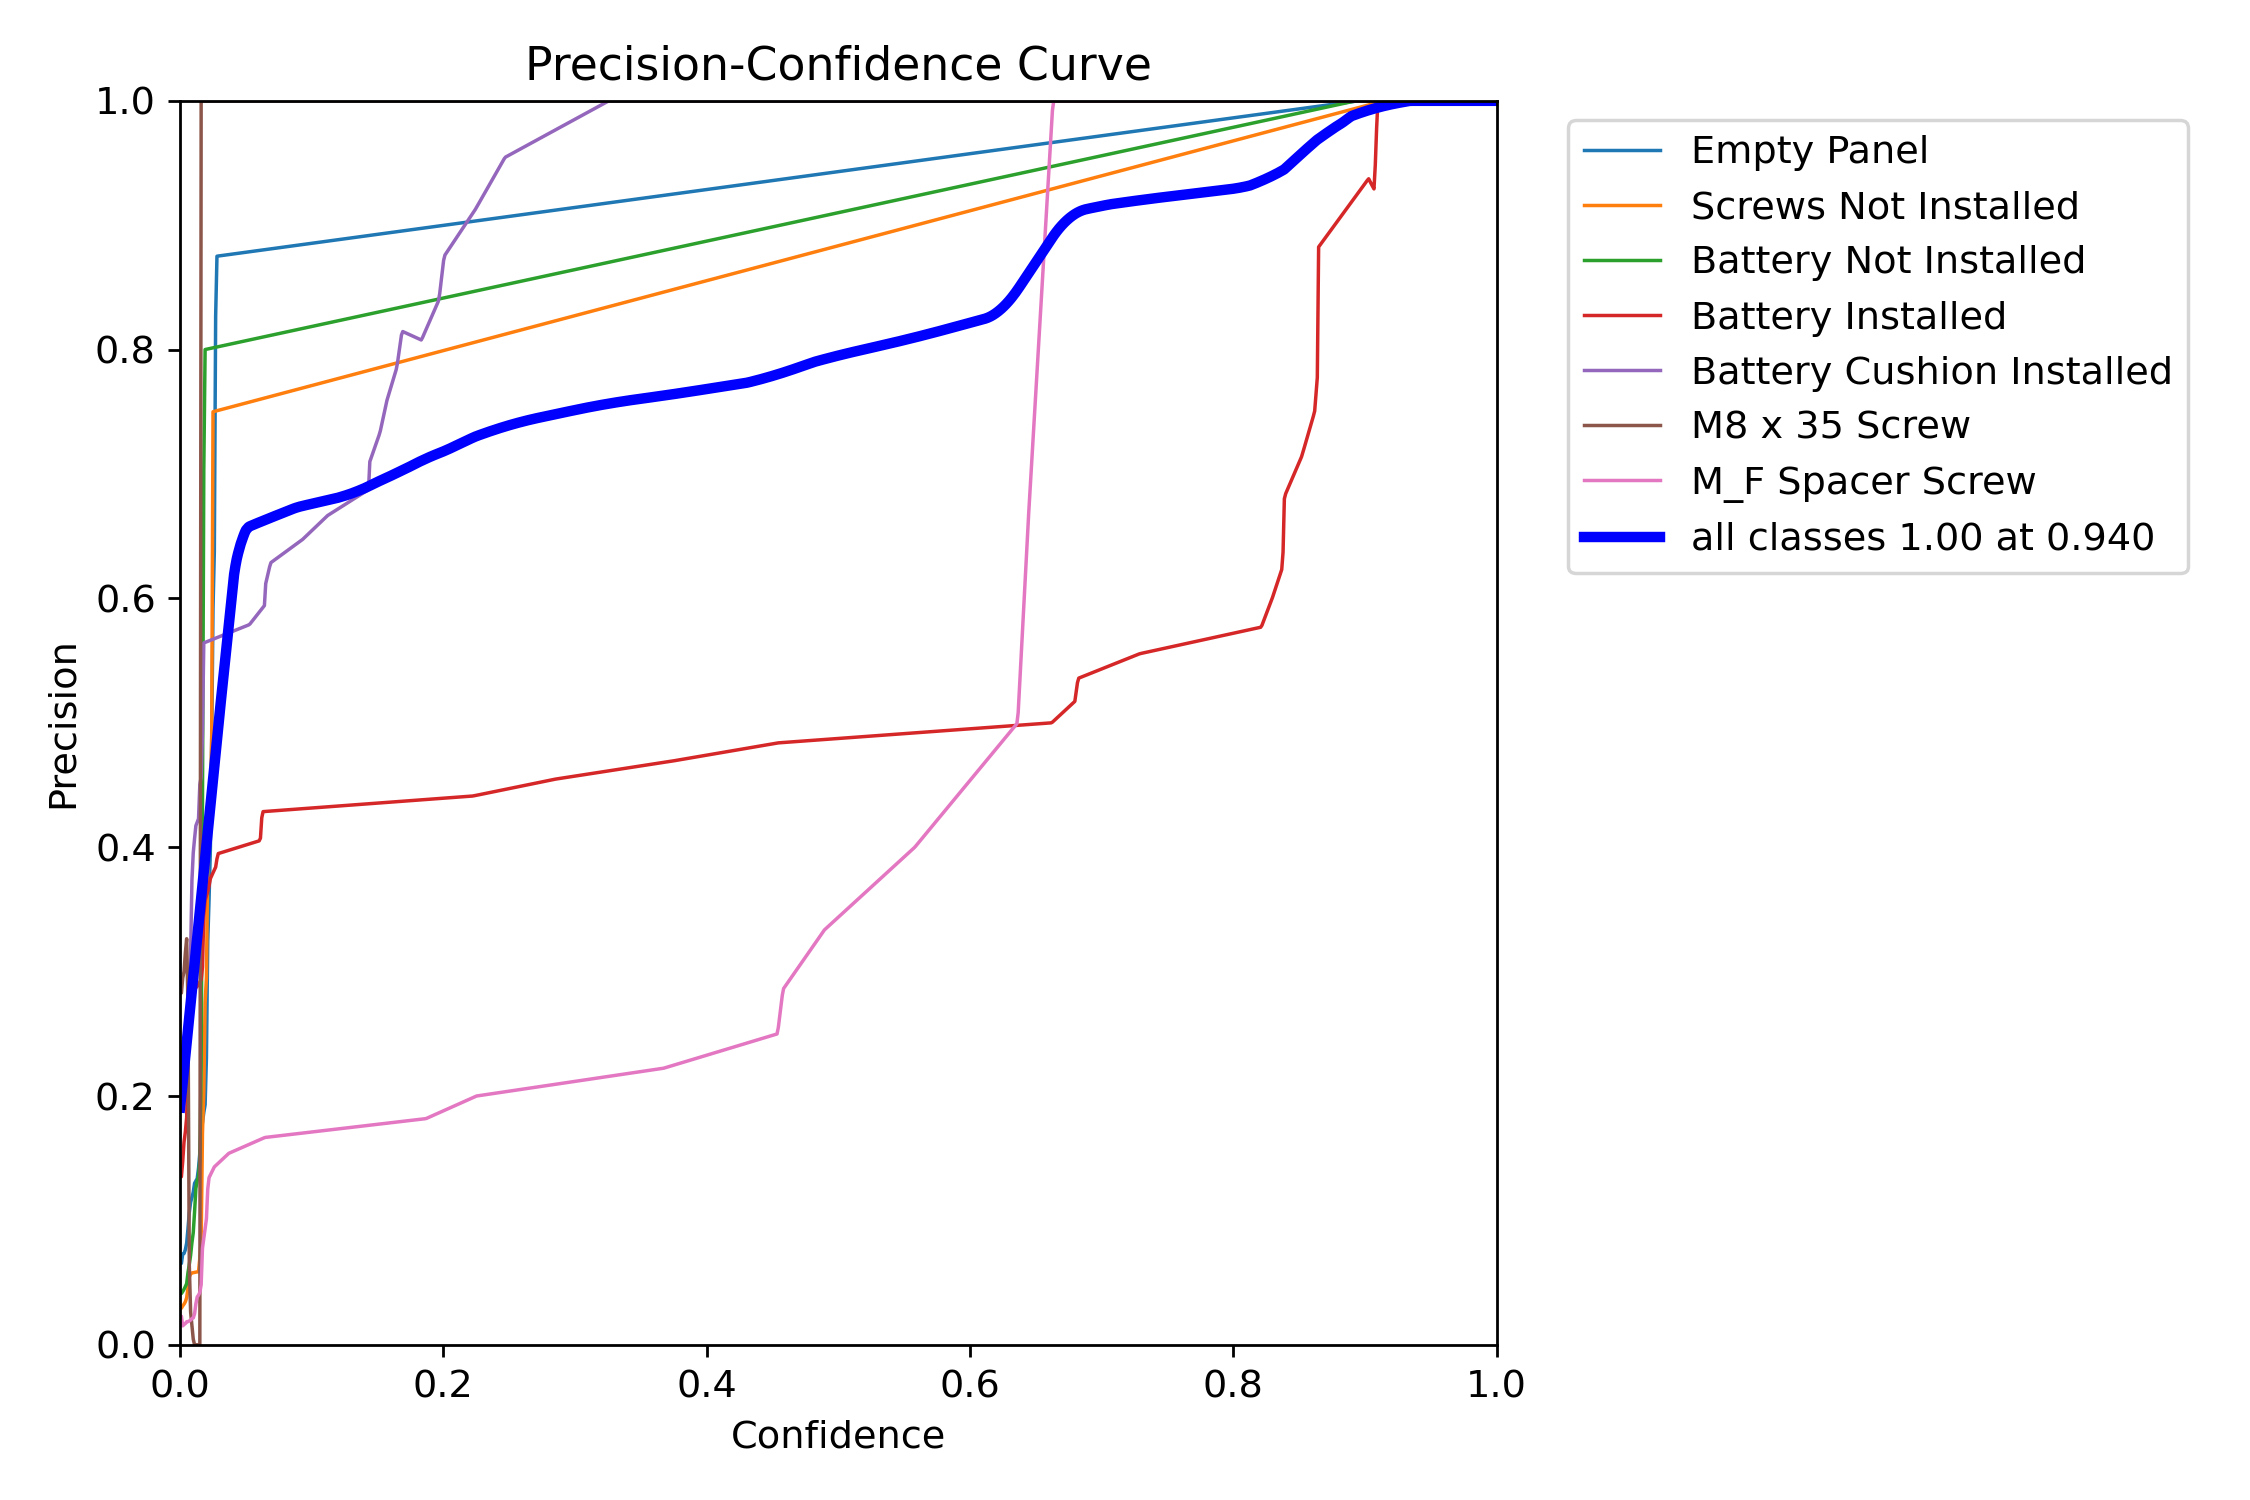 Precision-Confidence Curve
1.0
0.8
0.6
0.4
0.2
0.0
Precision
0.0 0.2 0.4 0.6 0.8 1.0
Confidence
Empty Panel
Screws Not Installed
Battery Not Installed
Battery Installed
Battery Cushion Installed
M8 x 35 Screw
M_F Spacer Screw
all classes 1.00 at 0.940